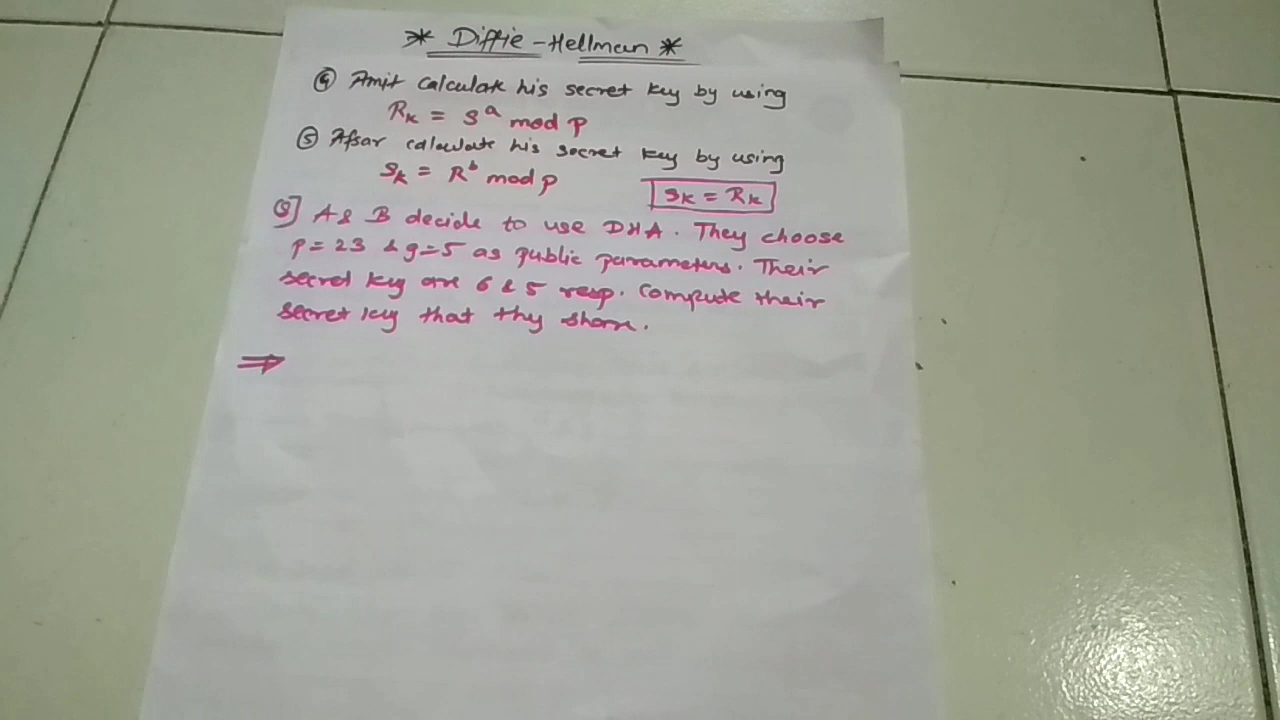 * Diffie-Hellman *
④ Amit calculate his secret key by using
Rk = S^a mod p
⑤ Afsar calculate his secret key by using
Sk = R^b mod p
Sk = Rk
Q] A & B decide to use DHA. They choose
p = 23 & g = 5 as public parameters. Their
secret key are 6 & 5 resp. Compute their
secret key that thy share.
⇒